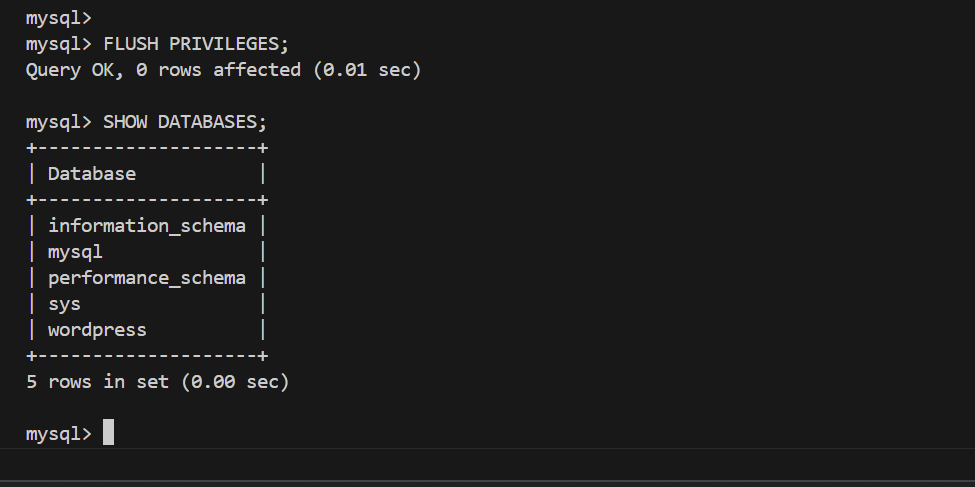 mysql>
mysql> FLUSH PRIVILEGES;
Query OK, 0 rows affected (0.01 sec)
mysql> SHOW DATABASES;
+--------------------+
| Database           |
+--------------------+
| information_schema |
| mysql              |
| performance_schema |
| sys                |
| wordpress          |
+--------------------+
5 rows in set (0.00 sec)
mysql>